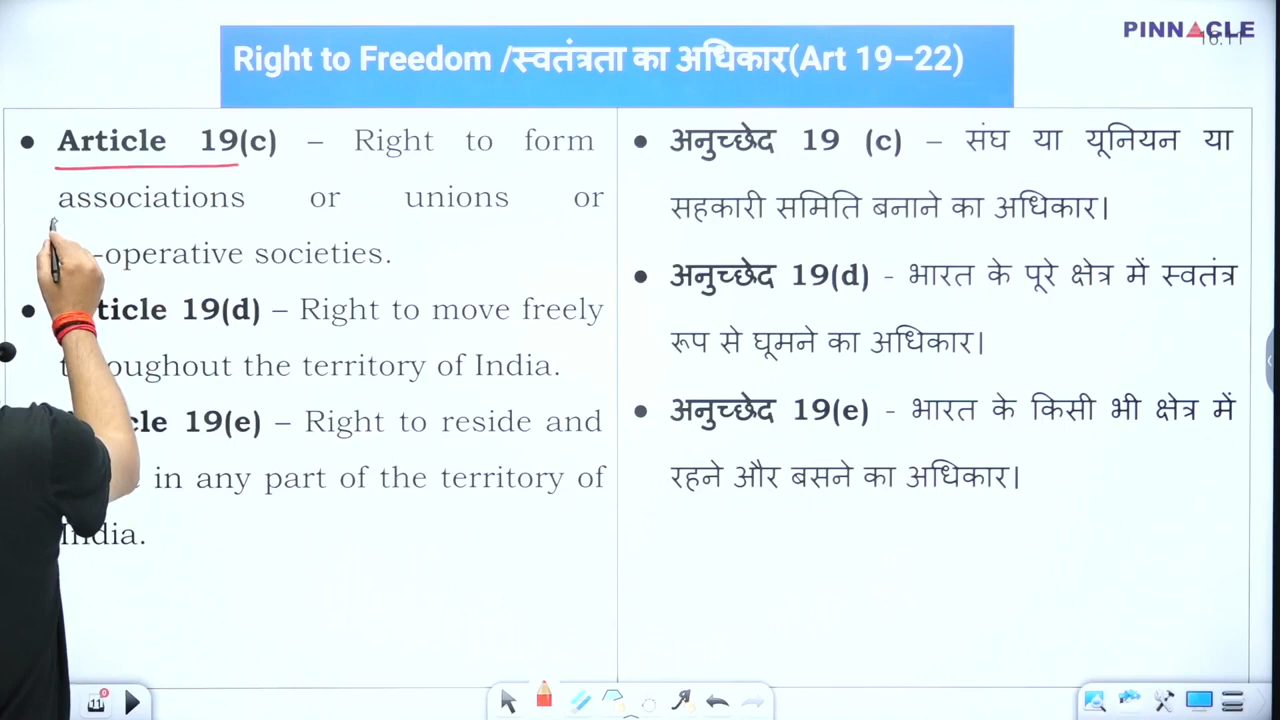 PINNACLE
Right to Freedom /स्वतंत्रता का अधिकार(Art 19–22)
● Article 19(c) – Right to form
associations or unions or
-operative societies.
● ticle 19(d) – Right to move freely
oughout the territory of India.
cle 19(e) – Right to reside and
in any part of the territory of
India.
● अनुच्छेद 19 (c) – संघ या यूनियन या
सहकारी समिति बनाने का अधिकार।
● अनुच्छेद 19(d) - भारत के पूरे क्षेत्र में स्वतंत्र
रूप से घूमने का अधिकार।
● अनुच्छेद 19(e) - भारत के किसी भी क्षेत्र में
रहने और बसने का अधिकार।
11